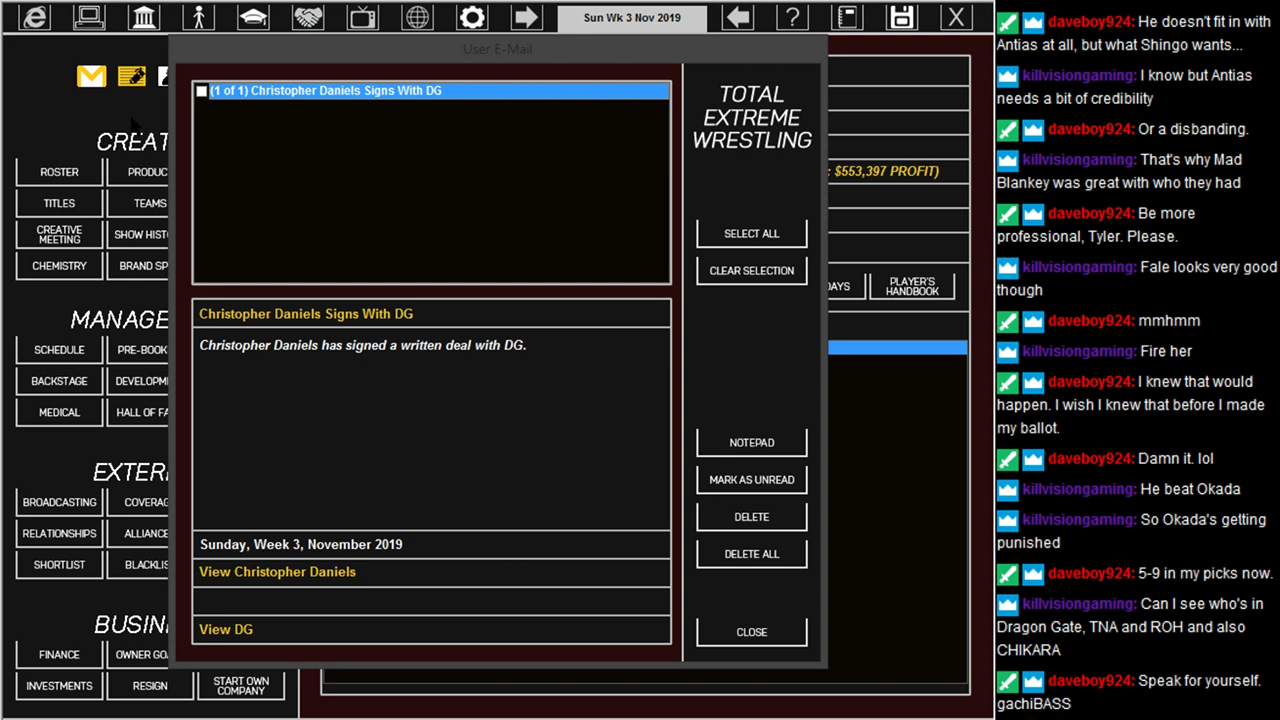 Sun Wk 3 Nov 2019
User E-Mail
(1 of 1) Christopher Daniels Signs With DG
Christopher Daniels Signs With DG
Christopher Daniels has signed a written deal with DG.
Sunday, Week 3, November 2019
View Christopher Daniels
View DG
TOTAL
EXTREME
WRESTLING
SELECT ALL
CLEAR SELECTION
NOTEPAD
MARK AS UNREAD
DELETE
DELETE ALL
CLOSE
CREAT
ROSTER
PRODUC
TITLES
TEAMS
CREATIVE
MEETING
SHOW HIST
CHEMISTRY
BRAND SP
MANAGE
SCHEDULE
PRE-BOOK
BACKSTAGE
DEVELOPM
MEDICAL
HALL OF FA
EXTER
BROADCASTING
COVERAG
RELATIONSHIPS
ALLIANC
SHORTLIST
BLACKLIS
BUSIN
FINANCE
OWNER GO
INVESTMENTS
RESIGN
START OWN
COMPANY
: $553,397 PROFIT)
DAYS
PLAYER'S
HANDBOOK
daveboy924: He doesn't fit in with
Antias at all, but what Shingo wants...
killvisiongaming: I know but Antias
needs a bit of credibility
daveboy924: Or a disbanding.
killvisiongaming: That's why Mad
Blankey was great with who they had
daveboy924: Be more
professional, Tyler. Please.
killvisiongaming: Fale looks very good
though
daveboy924: mmhmm
killvisiongaming: Fire her
daveboy924: I knew that would
happen. I wish I knew that before I made
my ballot.
daveboy924: Damn it. lol
killvisiongaming: He beat Okada
killvisiongaming: So Okada's getting
punished
daveboy924: 5-9 in my picks now.
killvisiongaming: Can I see who's in
Dragon Gate, TNA and ROH and also
CHIKARA
daveboy924: Speak for yourself.
gachiBASS